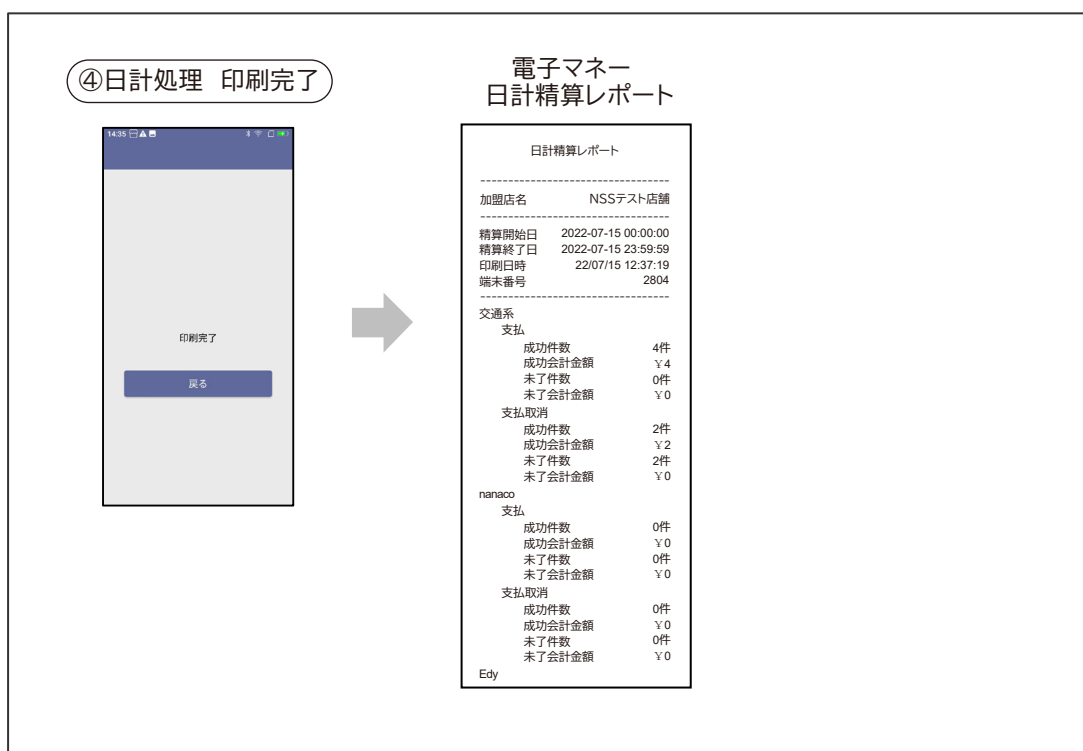 ④日計処理 印刷完了
14:35
印刷完了
戻る
電子マネー
日計精算レポート
日計精算レポート
----------------------------------
加盟店名 NSSテスト店舗
----------------------------------
精算開始日 2022-07-15 00:00:00
精算終了日 2022-07-15 23:59:59
印刷日時 22/07/15 12:37:19
端末番号 2804
----------------------------------
交通系
支払
成功件数 4件
成功会計金額 ￥4
未了件数 0件
未了会計金額 ￥0
支払取消
成功件数 2件
成功会計金額 ￥2
未了件数 2件
未了会計金額 ￥0
nanaco
支払
成功件数 0件
成功会計金額 ￥0
未了件数 0件
未了会計金額 ￥0
支払取消
成功件数 0件
成功会計金額 ￥0
未了件数 0件
未了会計金額 ￥0
Edy